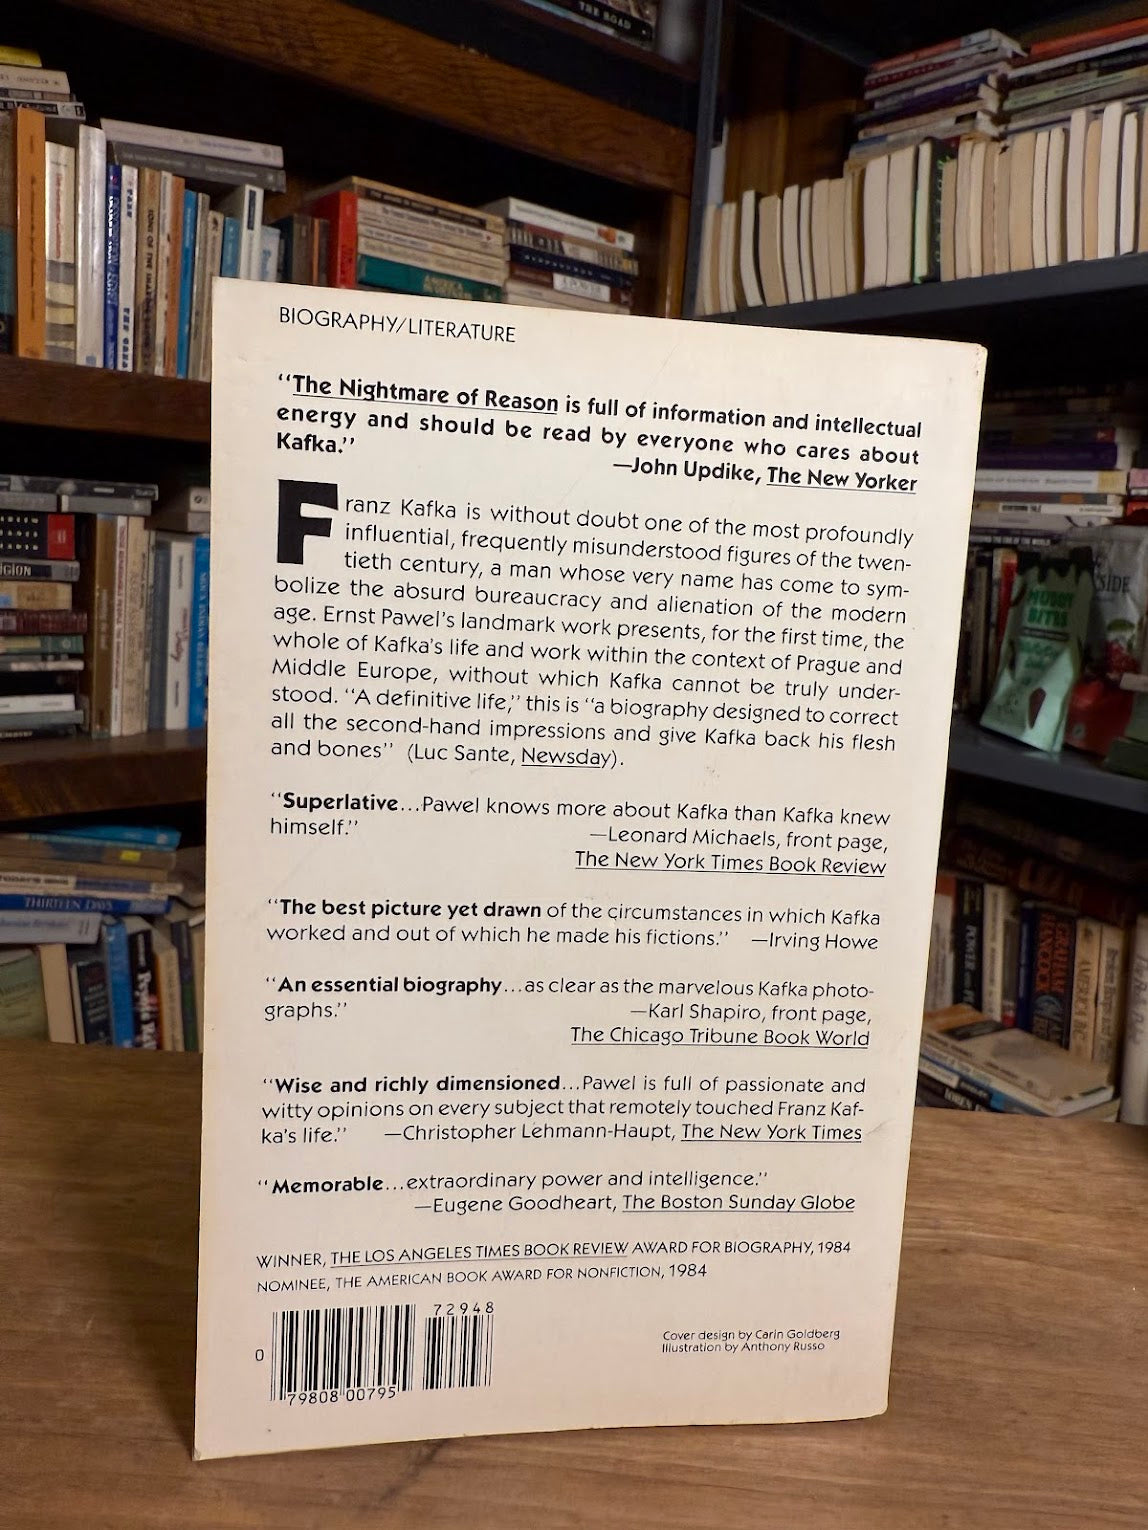 THE ROAD
BIOGRAPHY/LITERATURE
"The Nightmare of Reason is full of information and intellectual
energy and should be read by everyone who cares about
Kafka."
—John Updike, The New Yorker
Franz Kafka is without doubt one of the most profoundly
influential, frequently misunderstood figures of the twen-
tieth century, a man whose very name has come to sym-
bolize the absurd bureaucracy and alienation of the modern
age. Ernst Pawel's landmark work presents, for the first time, the
whole of Kafka's life and work within the context of Prague and
Middle Europe, without which Kafka cannot be truly under-
stood. "A definitive life," this is "a biography designed to correct
all the second-hand impressions and give Kafka back his flesh
and bones" (Luc Sante, Newsday).
"Superlative...Pawel knows more about Kafka than Kafka knew
himself."
—Leonard Michaels, front page,
The New York Times Book Review
"The best picture yet drawn of the circumstances in which Kafka
worked and out of which he made his fictions." —Irving Howe
"An essential biography...as clear as the marvelous Kafka photo-
graphs."
—Karl Shapiro, front page,
The Chicago Tribune Book World
"Wise and richly dimensioned...Pawel is full of passionate and
witty opinions on every subject that remotely touched Franz Kaf-
ka's life." —Christopher Lehmann-Haupt, The New York Times
"Memorable...extraordinary power and intelligence."
—Eugene Goodheart, The Boston Sunday Globe
WINNER, THE LOS ANGELES TIMES BOOK REVIEW AWARD FOR BIOGRAPHY, 1984
NOMINEE, THE AMERICAN BOOK AWARD FOR NONFICTION, 1984
72948
0 79808 00795
Cover design by Carin Goldberg
Illustration by Anthony Russo
THIRTEEN DAYS
GRAHAM HANCOCK